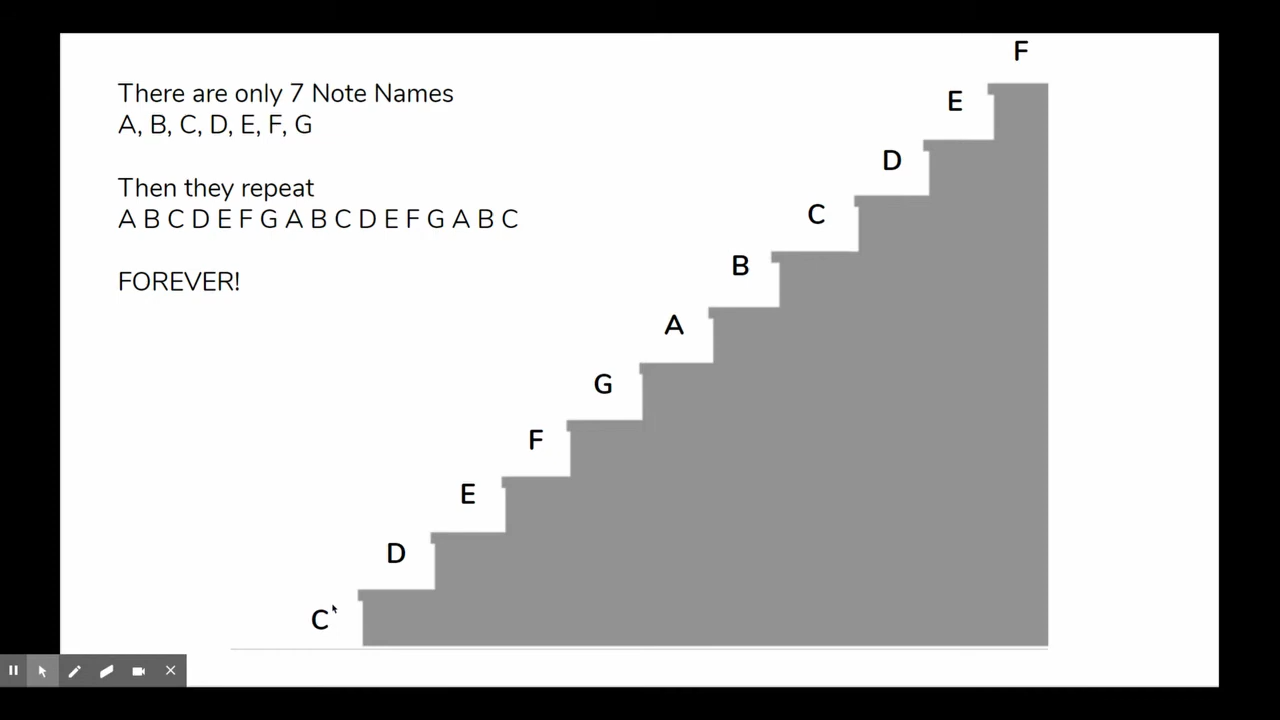 There are only 7 Note Names
A, B, C, D, E, F, G
Then they repeat
A B C D E F G A B C D E F G A B C
FOREVER!
F
E
D
C
B
A
G
F
E
D
C